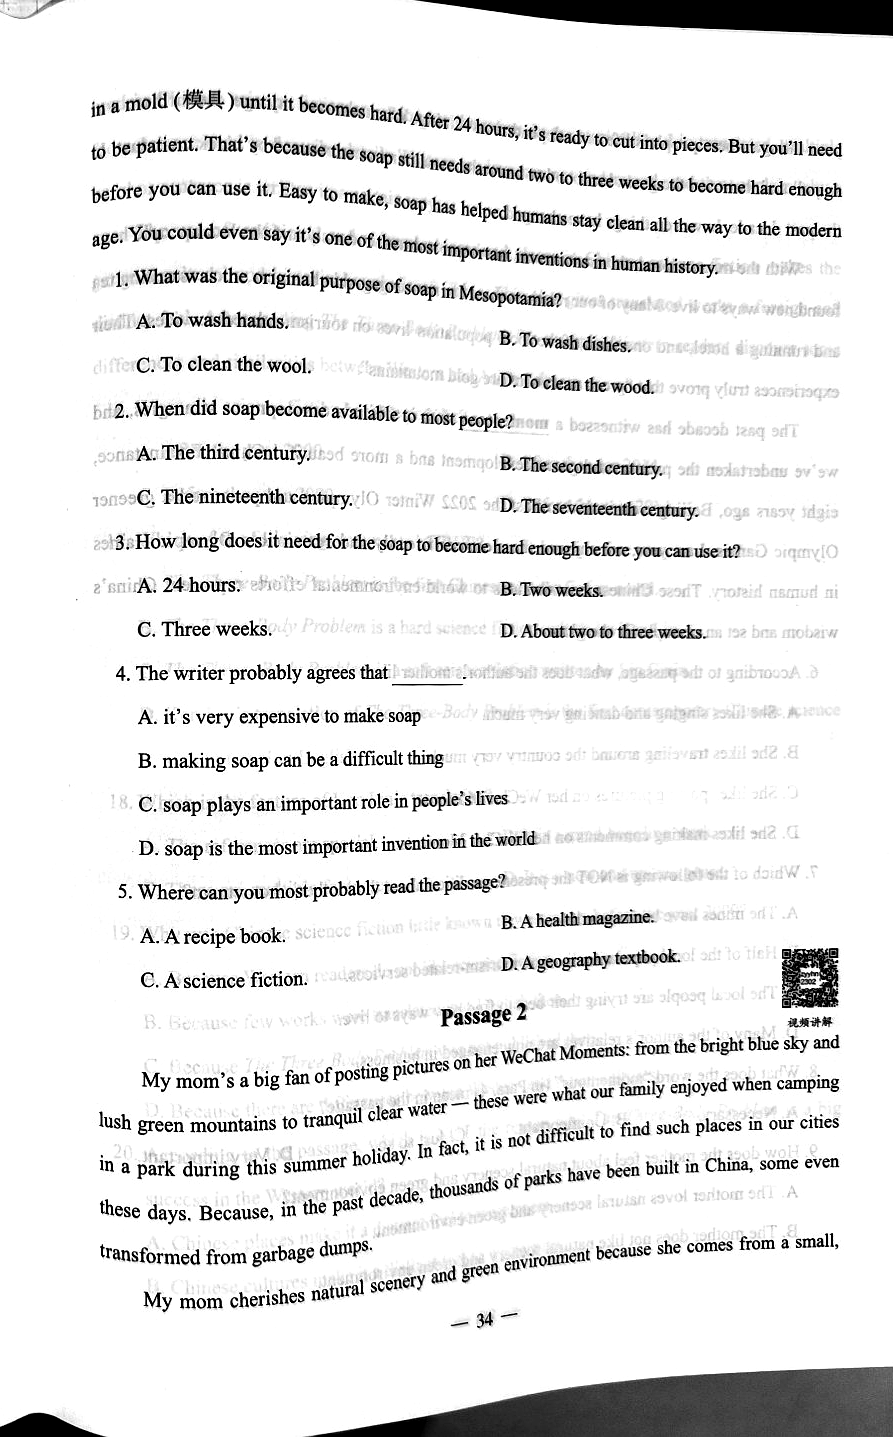 in a mold (模具) until it becomes hard. After 24 hours, it's ready to cut into pieces. But you'll need
to be patient. That's because the soap still needs around two to three weeks to become hard enough
before you can use it. Easy to make, soap has helped humans stay clean all the way to the modern
age. You could even say it's one of the most important inventions in human history.
1. What was the original purpose of soap in Mesopotamia?
A. To wash hands.
B. To wash dishes.
C. To clean the wool.
D. To clean the wood.
2. When did soap become available to most people?
A. The third century.
B. The second century.
C. The nineteenth century.
D. The seventeenth century.
3. How long does it need for the soap to become hard enough before you can use it?
A. 24 hours.
B. Two weeks.
C. Three weeks.
D. About two to three weeks.
4. The writer probably agrees that ________.
A. it's very expensive to make soap
B. making soap can be a difficult thing
C. soap plays an important role in people's lives
D. soap is the most important invention in the world
5. Where can you most probably read the passage?
A. A recipe book.
B. A health magazine.
C. A science fiction.
D. A geography textbook.
视频讲解
Passage 2
My mom's a big fan of posting pictures on her WeChat Moments: from the bright blue sky and
lush green mountains to tranquil clear water — these were what our family enjoyed when camping
in a park during this summer holiday. In fact, it is not difficult to find such places in our cities
these days. Because, in the past decade, thousands of parks have been built in China, some even
transformed from garbage dumps.
My mom cherishes natural scenery and green environment because she comes from a small,
— 34 —